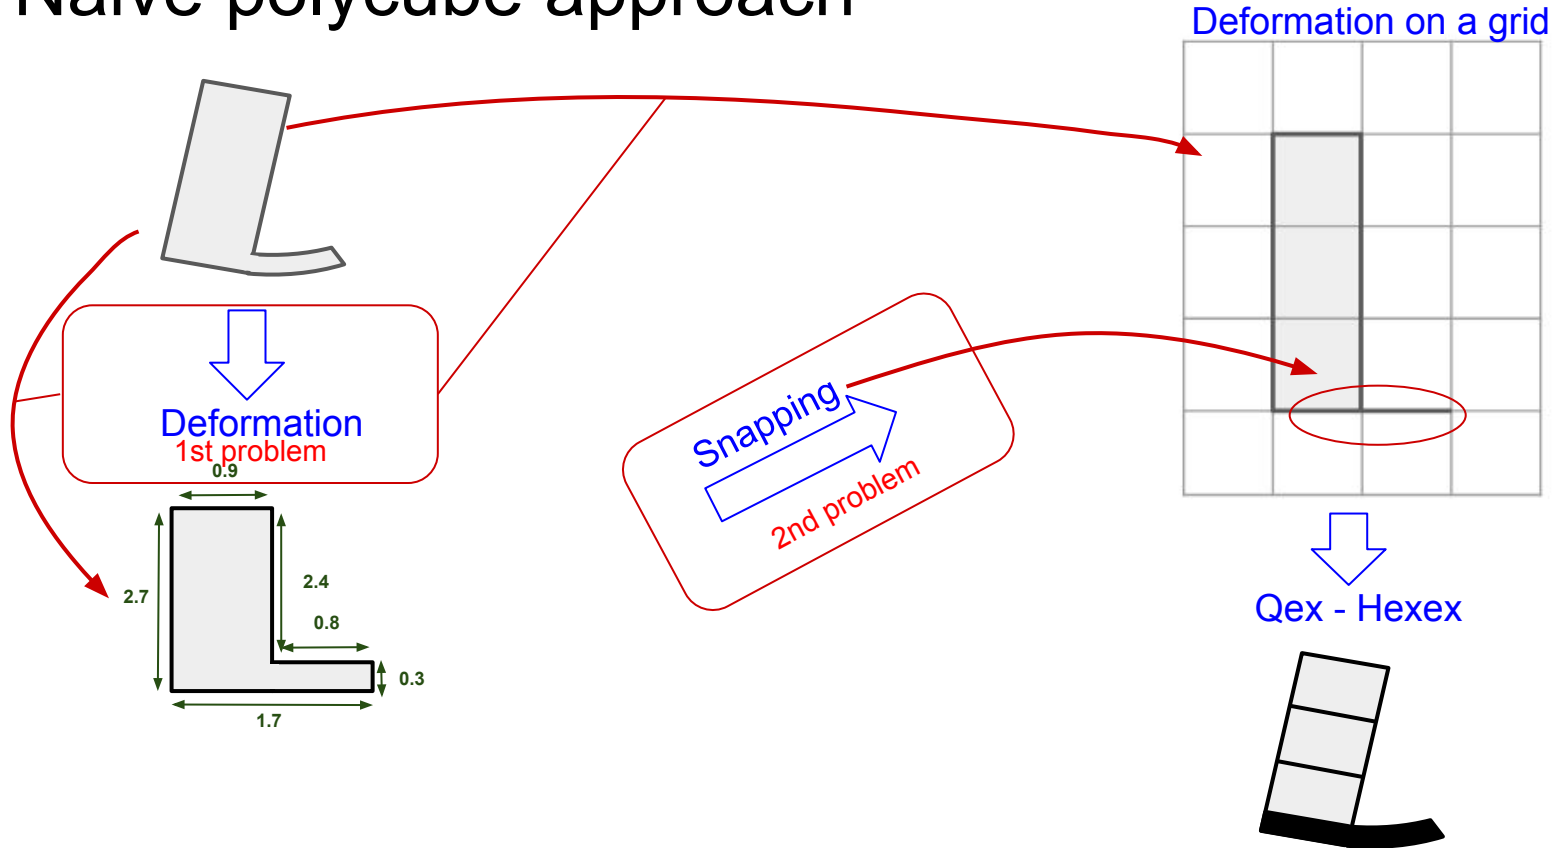 Naive polycube approach
Deformation on a grid
Deformation
1st problem
0.9
2.7
2.4
0.8
0.3
1.7
Snapping
2nd problem
Qex - Hexex